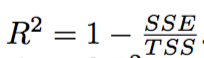 R² = 1 − SSE/TSS.